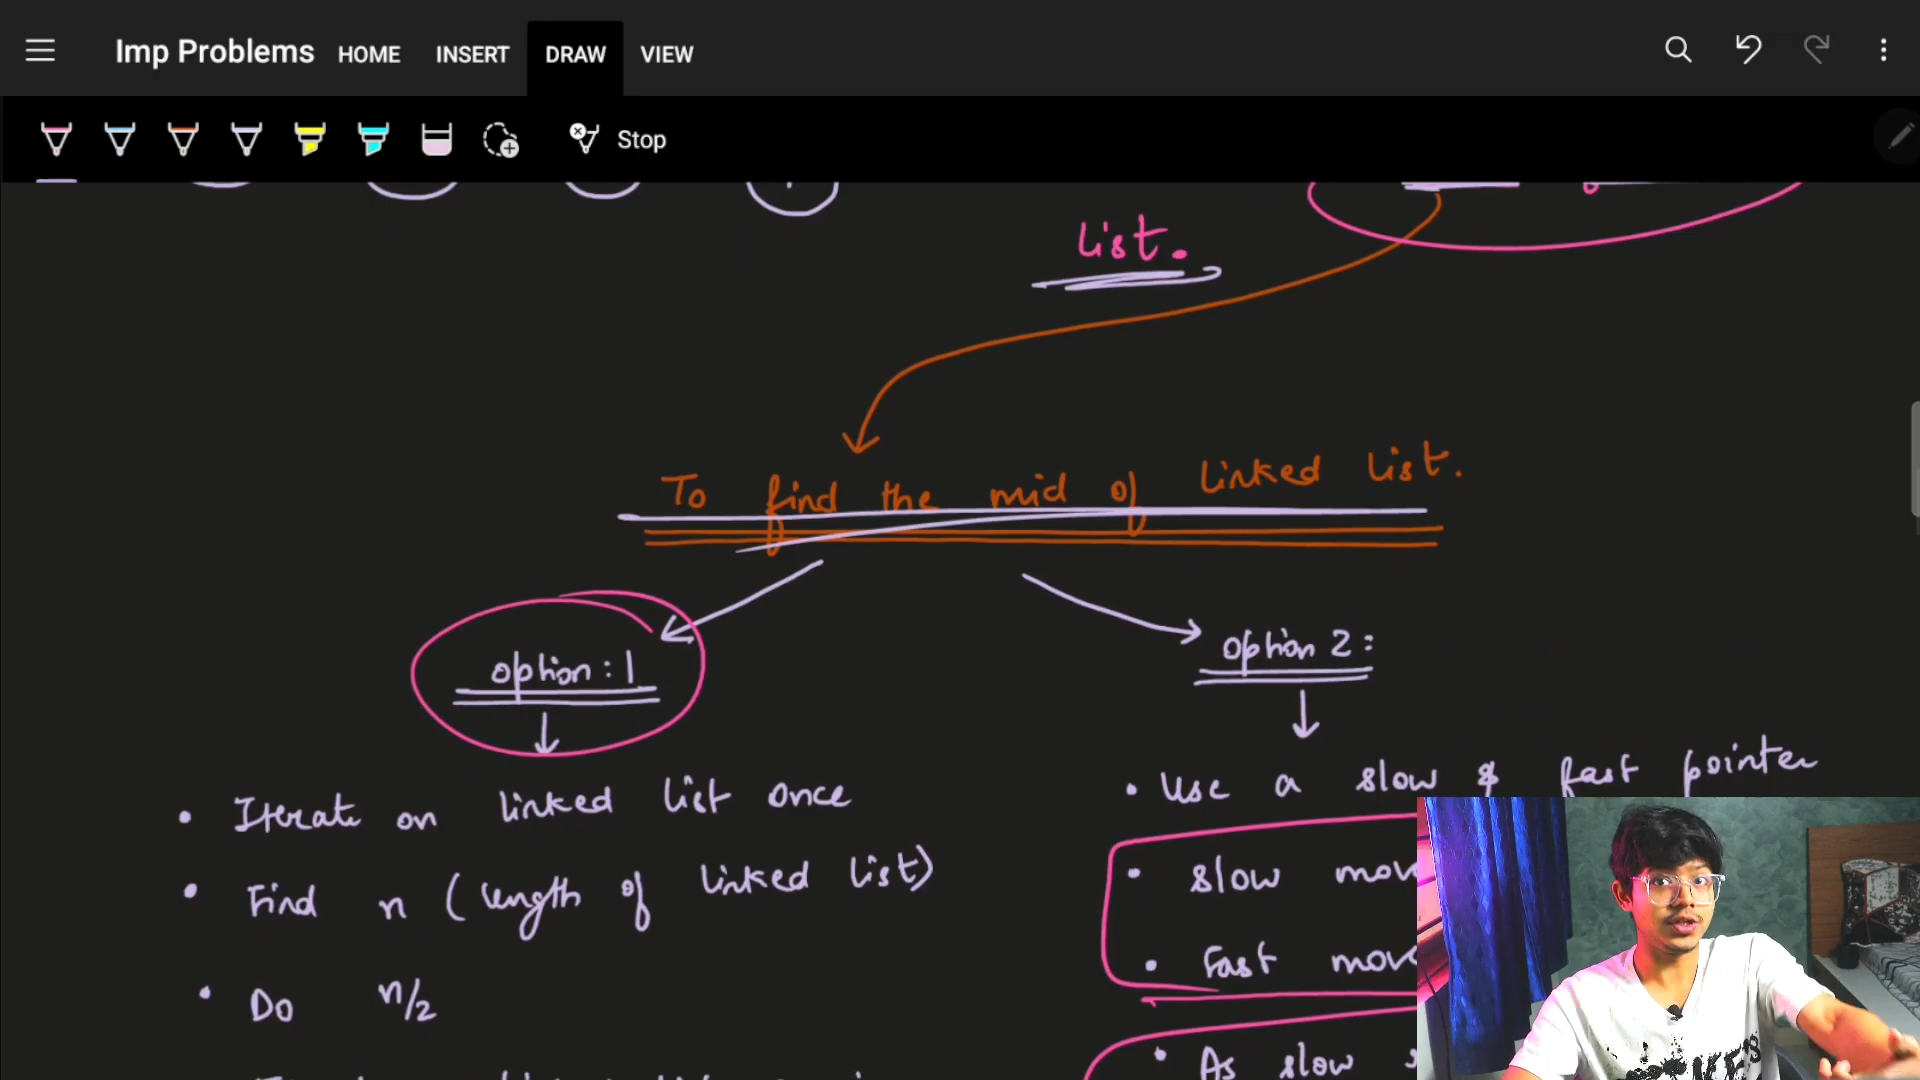 Imp Problems HOME INSERT DRAW VIEW
Stop
List.
To find the mid of linked list.
option : 1
option 2 :
• Iterate on linked list once
• Find n ( length of linked list)
• Do n/2
• Use a slow & fast pointer
• slow mov
• Fast mov
• As slow